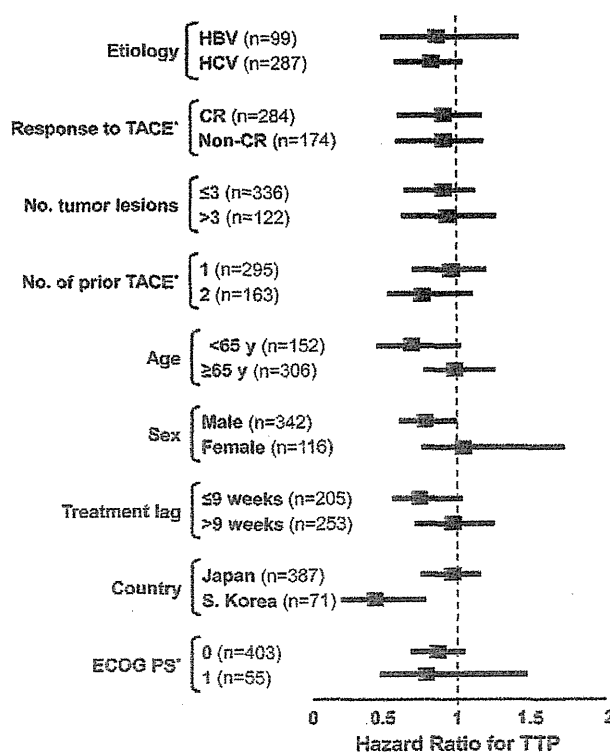 Etiology
HBV (n=99)
HCV (n=287)
Response to TACE*
CR (n=284)
Non-CR (n=174)
No. tumor lesions
≤3 (n=336)
>3 (n=122)
No. of prior TACE*
1 (n=295)
2 (n=163)
Age
<65 y (n=152)
≥65 y (n=306)
Sex
Male (n=342)
Female (n=116)
Treatment lag
≤9 weeks (n=205)
>9 weeks (n=253)
Country
Japan (n=387)
S. Korea (n=71)
ECOG PS*
0 (n=403)
1 (n=55)
0 0.5 1 1.5 2
Hazard Ratio for TTP